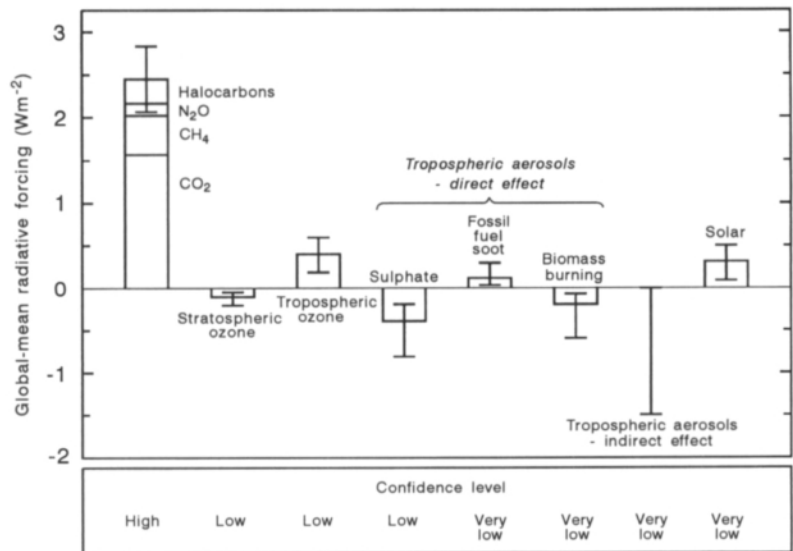 Global-mean radiative forcing (Wm⁻²)
3
2
1
0
-1
-2
Halocarbons
N₂O
CH₄
CO₂
Stratospheric
ozone
Tropospheric
ozone
Tropospheric aerosols
- direct effect
Sulphate
Fossil
fuel
soot
Biomass
burning
Tropospheric aerosols
- indirect effect
Solar
0
Confidence level
High
Low
Low
Low
Very
low
Very
low
Very
low
Very
low